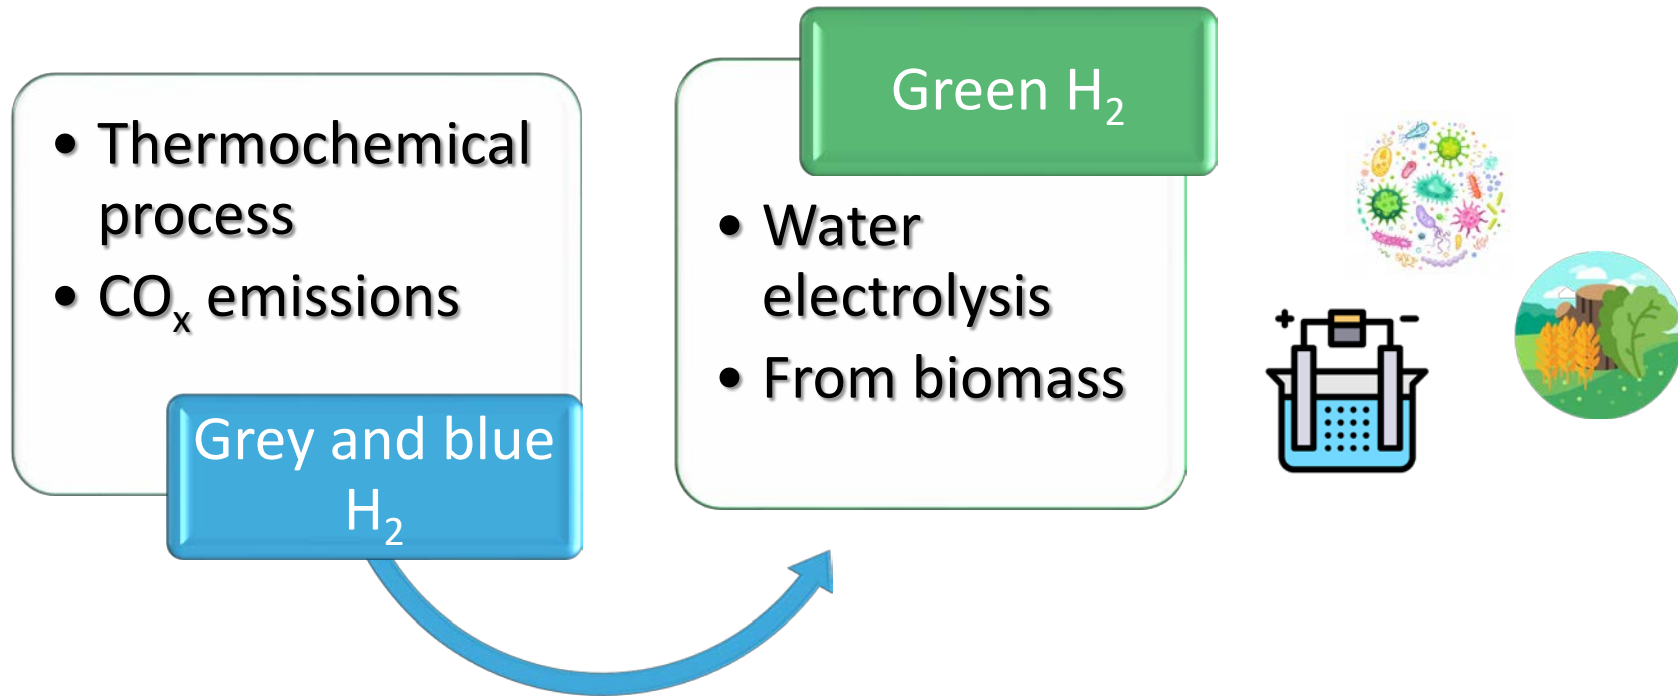 • Thermochemical
process
• COₓ emissions
Grey and blue
H₂
Green H₂
• Water
electrolysis
• From biomass
+ −